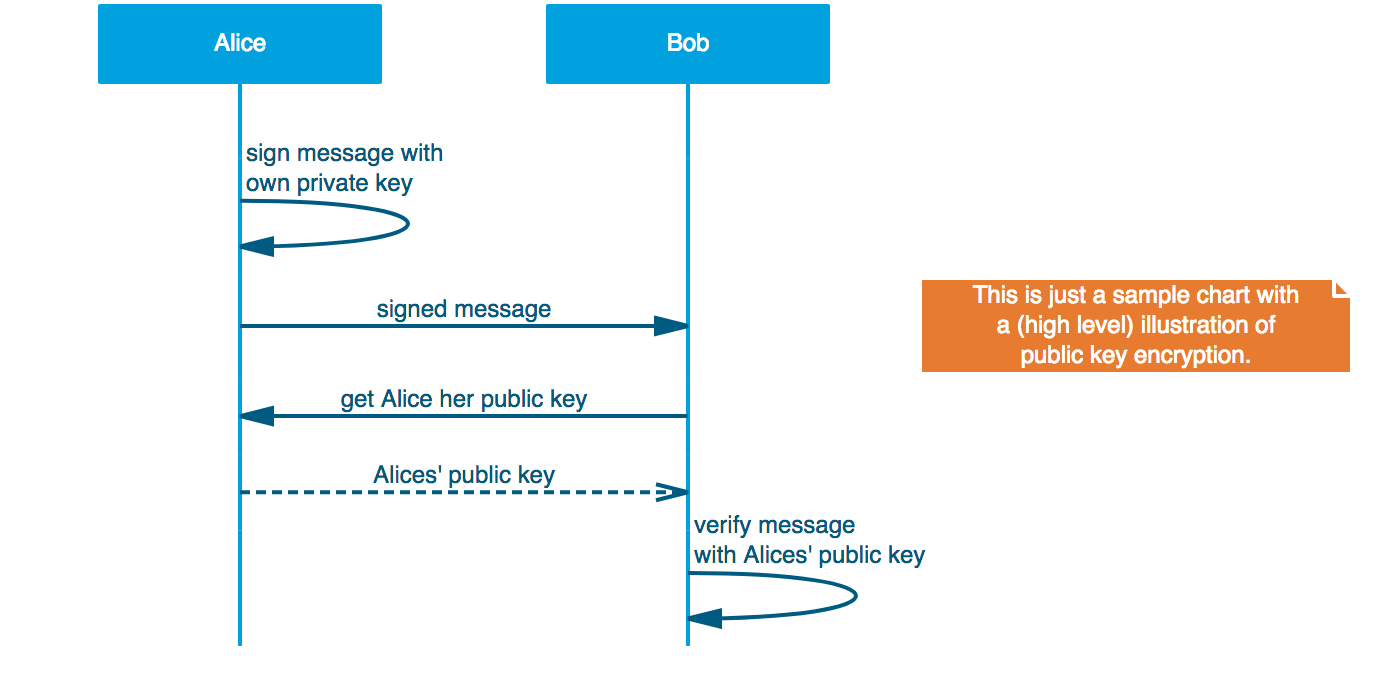 Alice
Bob
sign message with
own private key
signed message
This is just a sample chart with
a (high level) illustration of
public key encryption.
get Alice her public key
Alices' public key
verify message
with Alices' public key